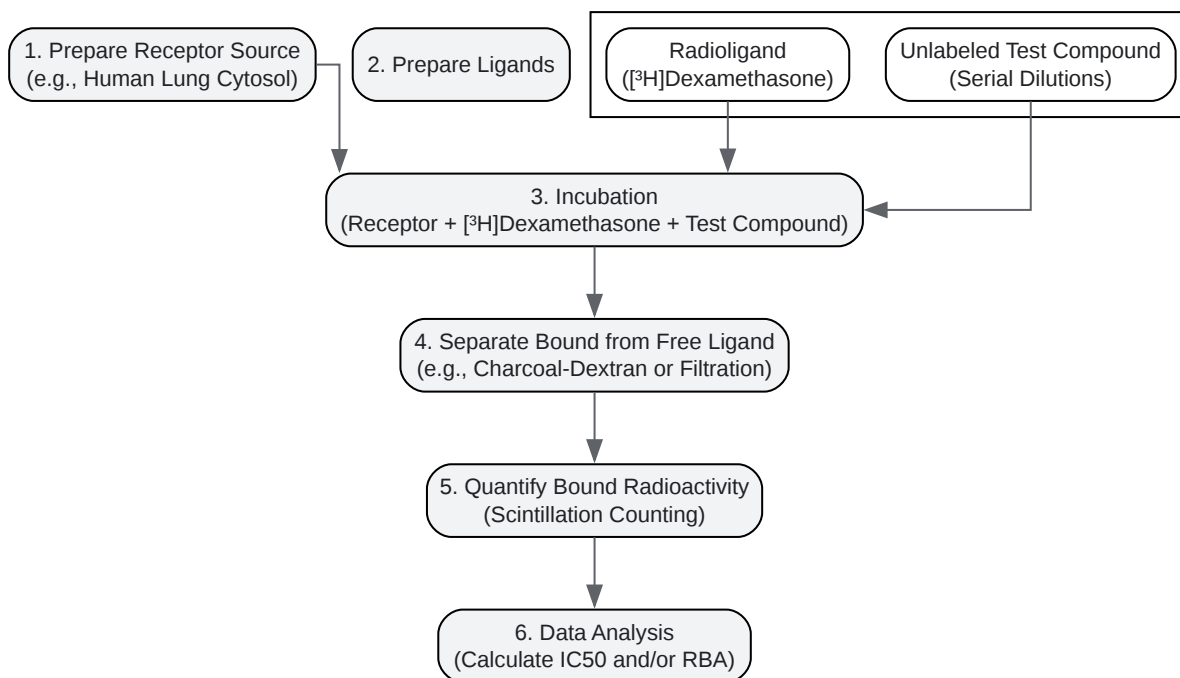 1. Prepare Receptor Source
(e.g., Human Lung Cytosol)
2. Prepare Ligands
Radioligand
([³H]Dexamethasone)
Unlabeled Test Compound
(Serial Dilutions)
3. Incubation
(Receptor + [³H]Dexamethasone + Test Compound)
4. Separate Bound from Free Ligand
(e.g., Charcoal-Dextran or Filtration)
5. Quantify Bound Radioactivity
(Scintillation Counting)
6. Data Analysis
(Calculate IC50 and/or RBA)